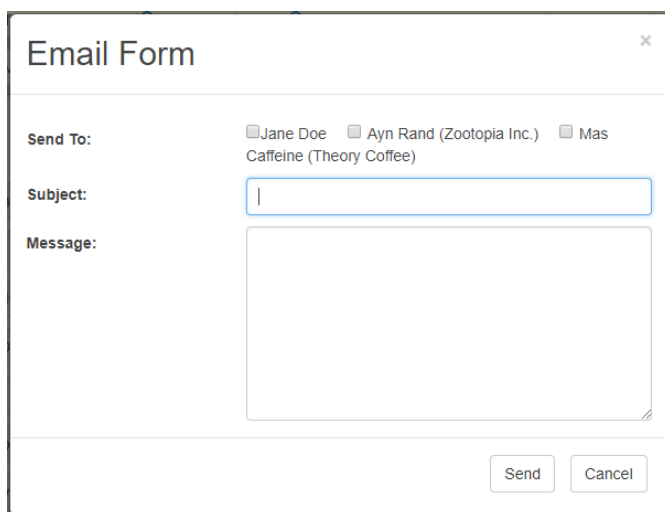 Email Form
×
Send To:
Jane Doe Ayn Rand (Zootopia Inc.) Mas
Caffeine (Theory Coffee)
Subject:
Message:
Send Cancel